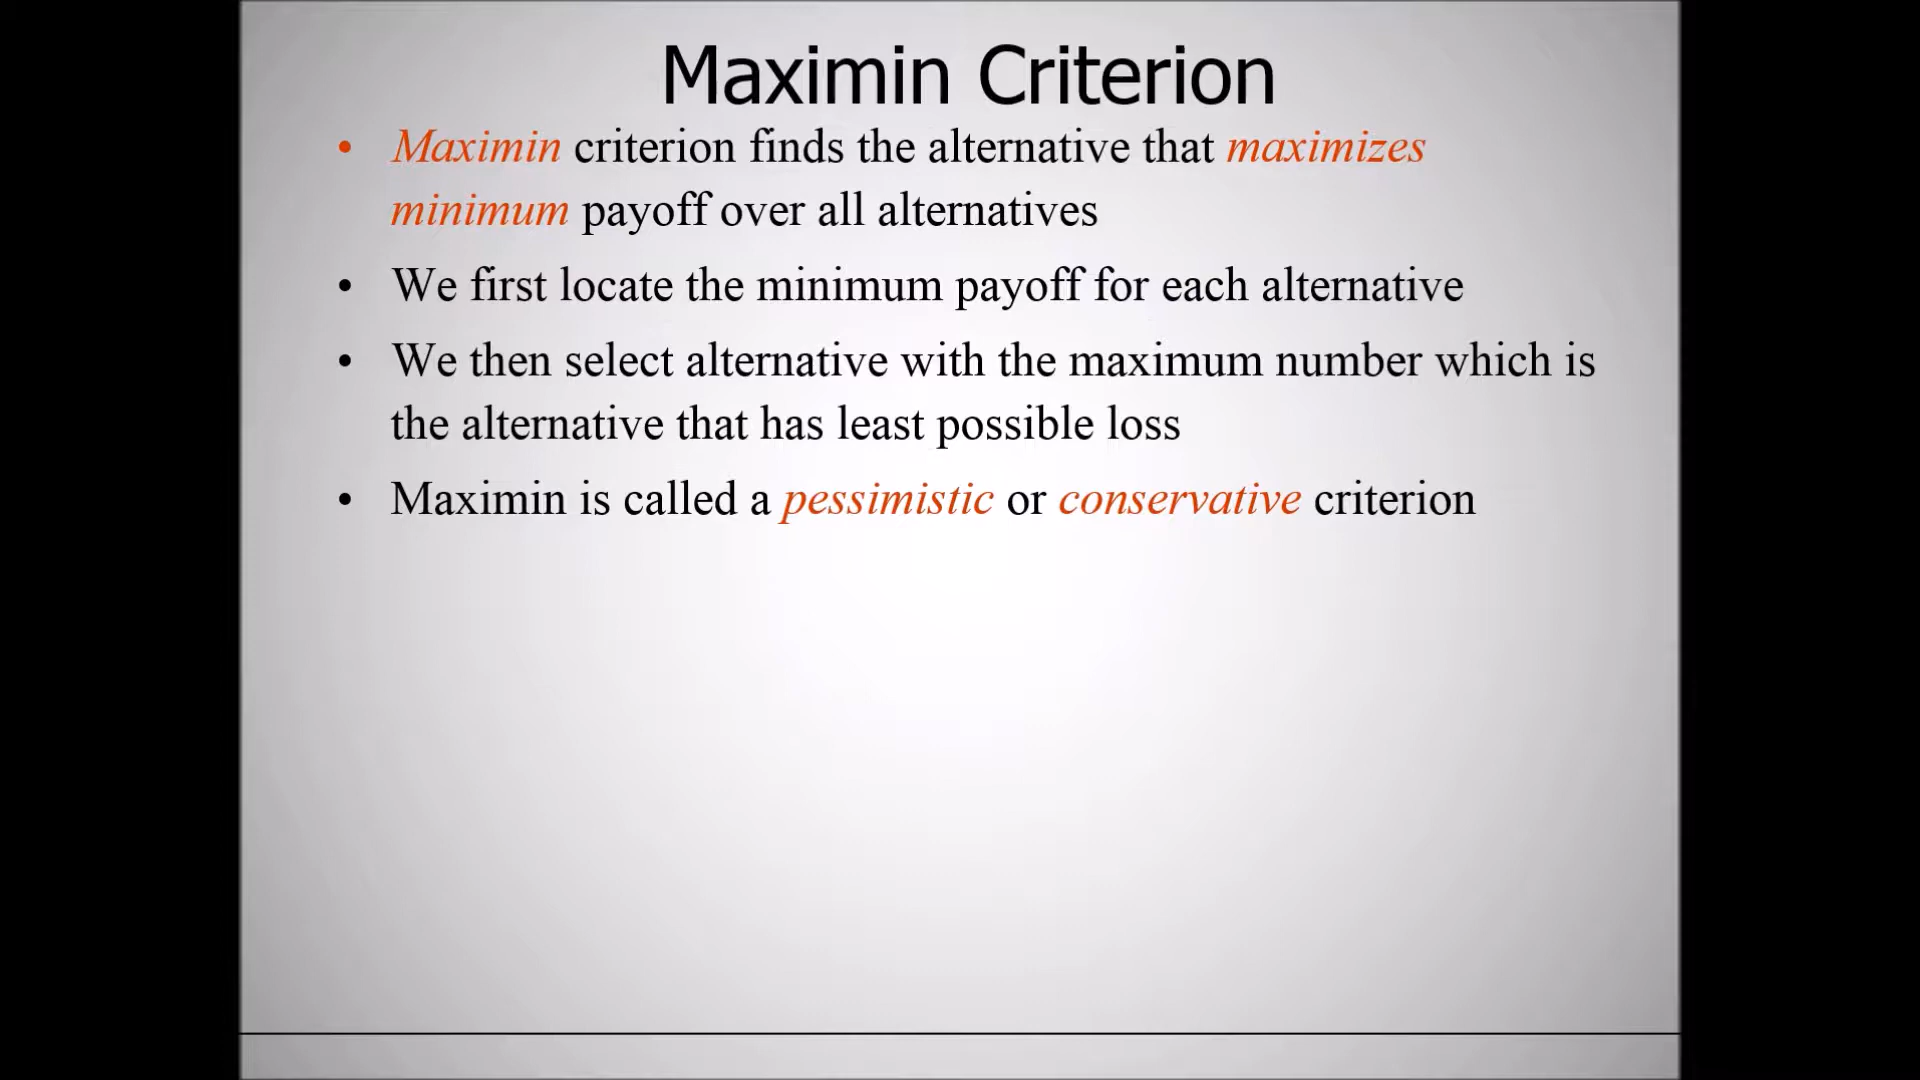 Maximin Criterion
• Maximin criterion finds the alternative that maximizes
minimum payoff over all alternatives
• We first locate the minimum payoff for each alternative
• We then select alternative with the maximum number which is
the alternative that has least possible loss
• Maximin is called a pessimistic or conservative criterion